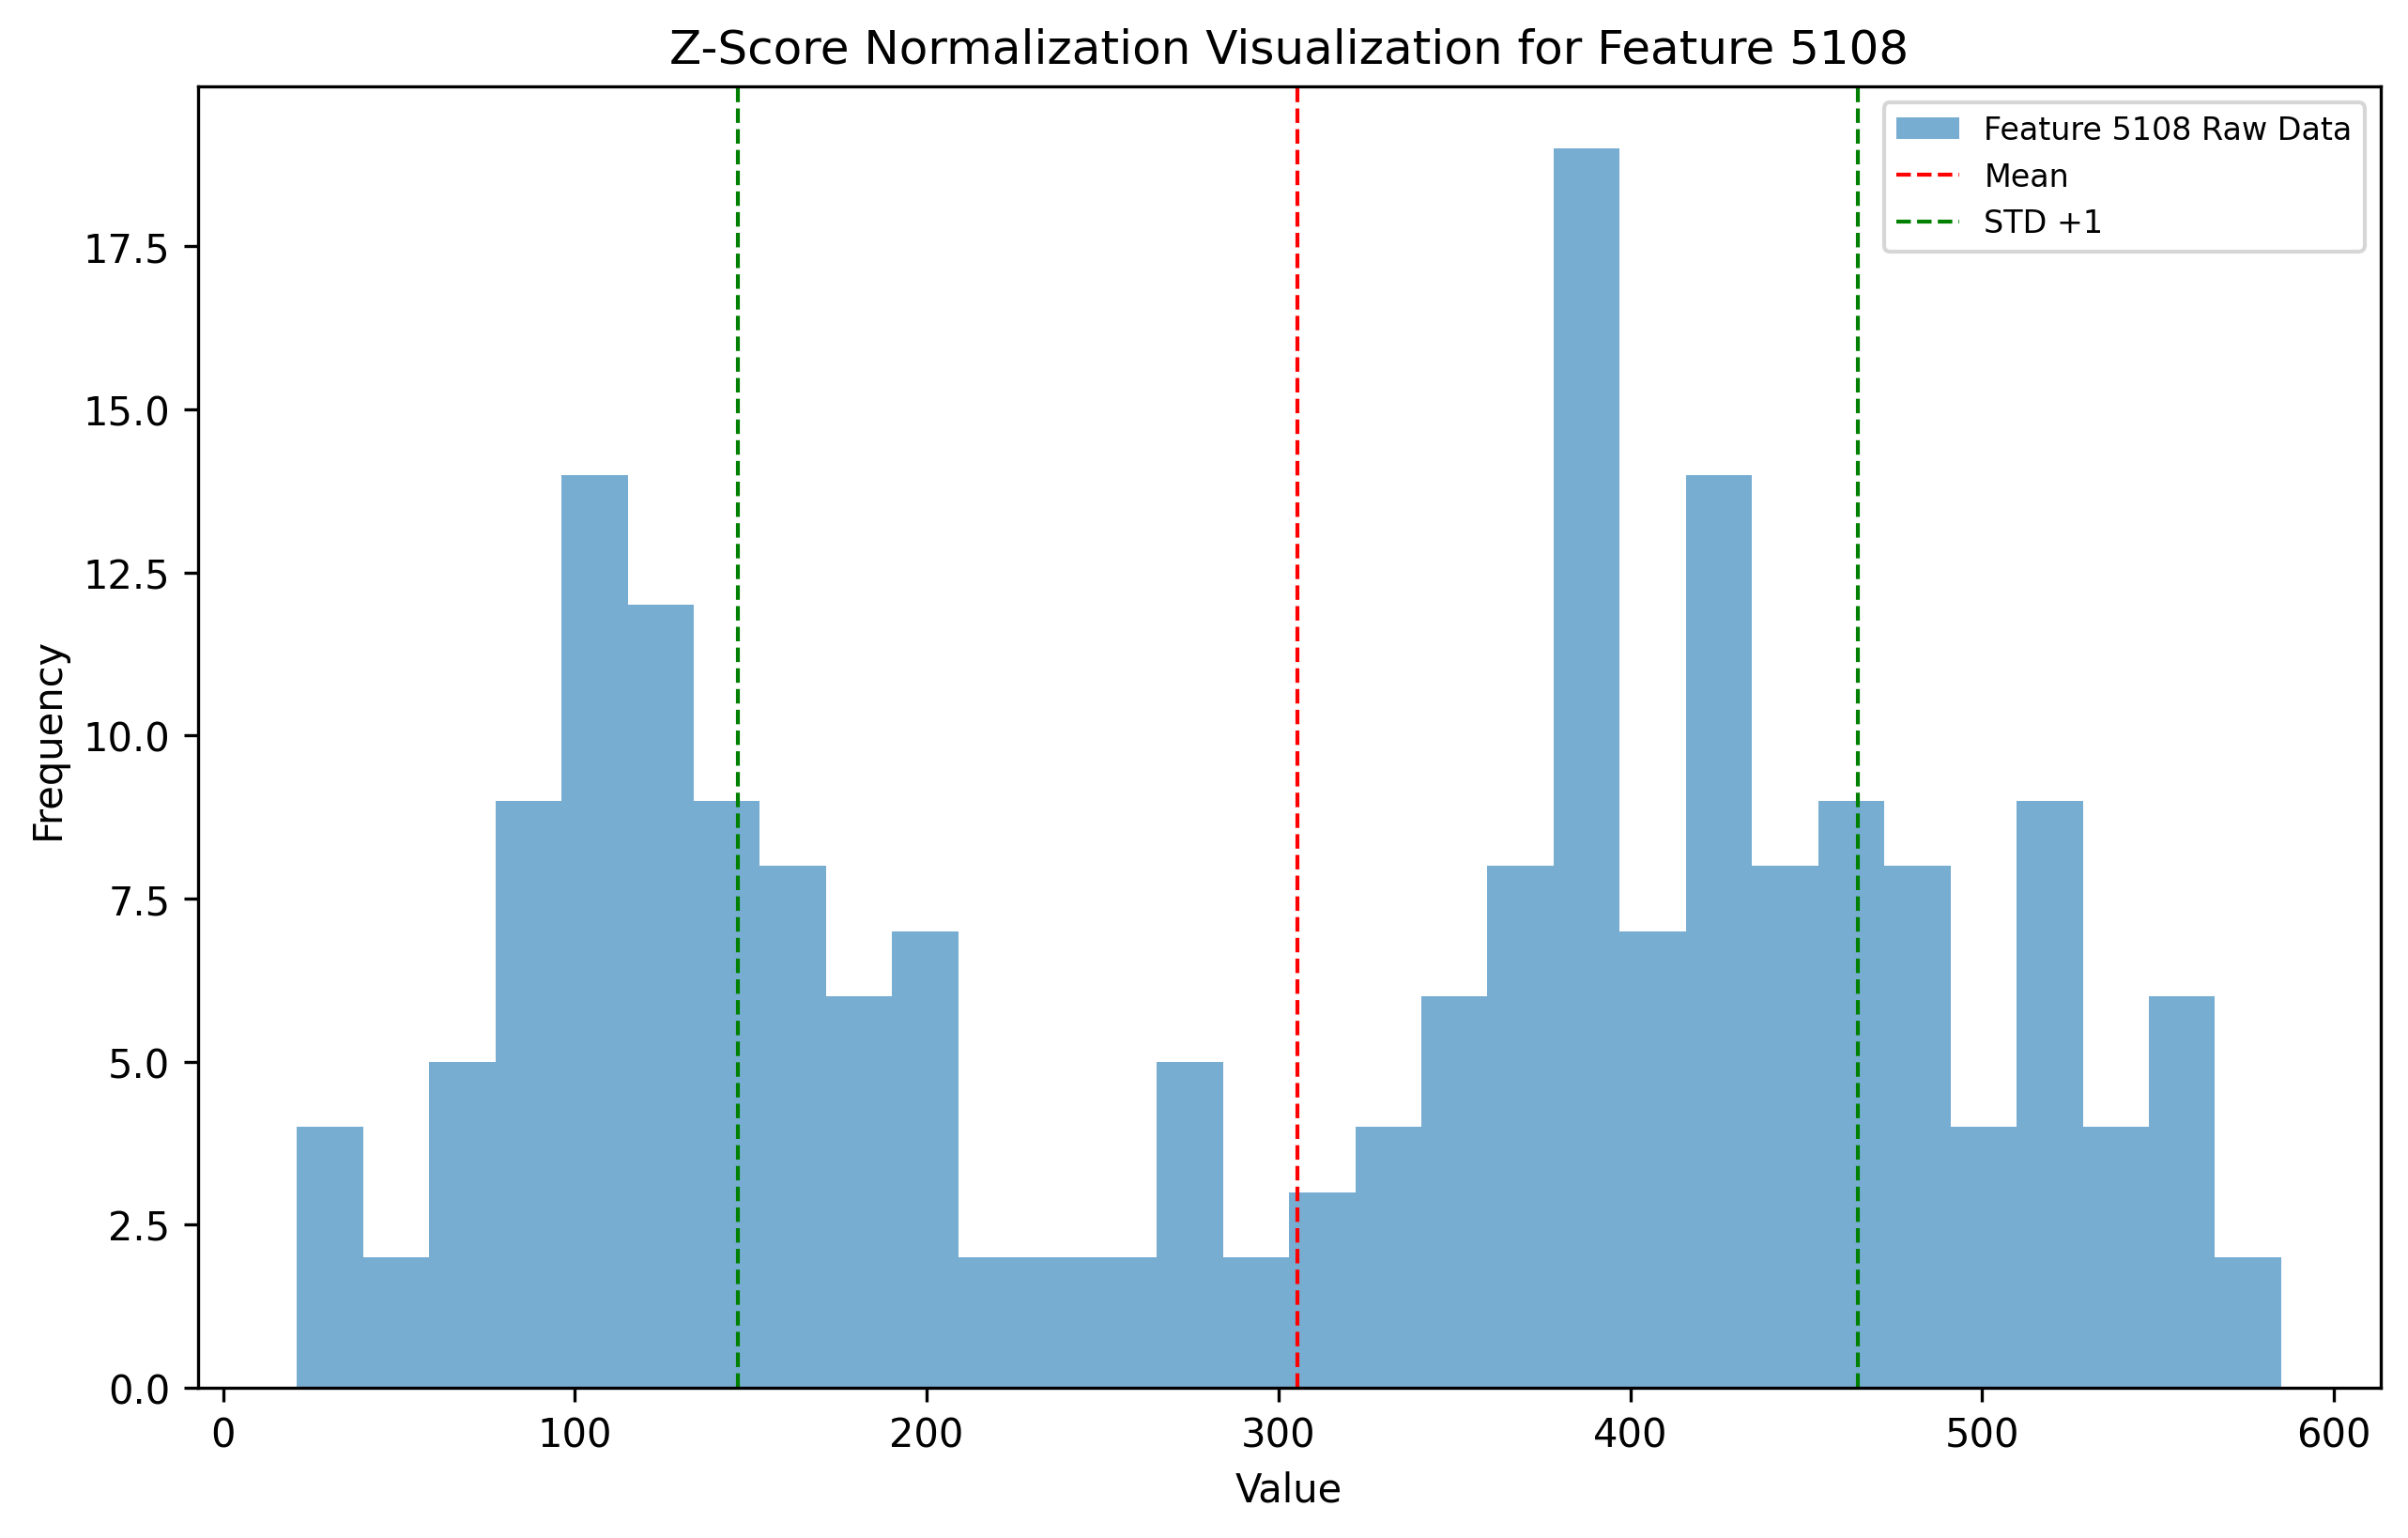 Z-Score Normalization Visualization for Feature 5108
Feature 5108 Raw Data
Mean
STD +1
Frequency
17.5
15.0
12.5
10.0
7.5
5.0
2.5
0.0
0 100 200 300 400 500 600
Value